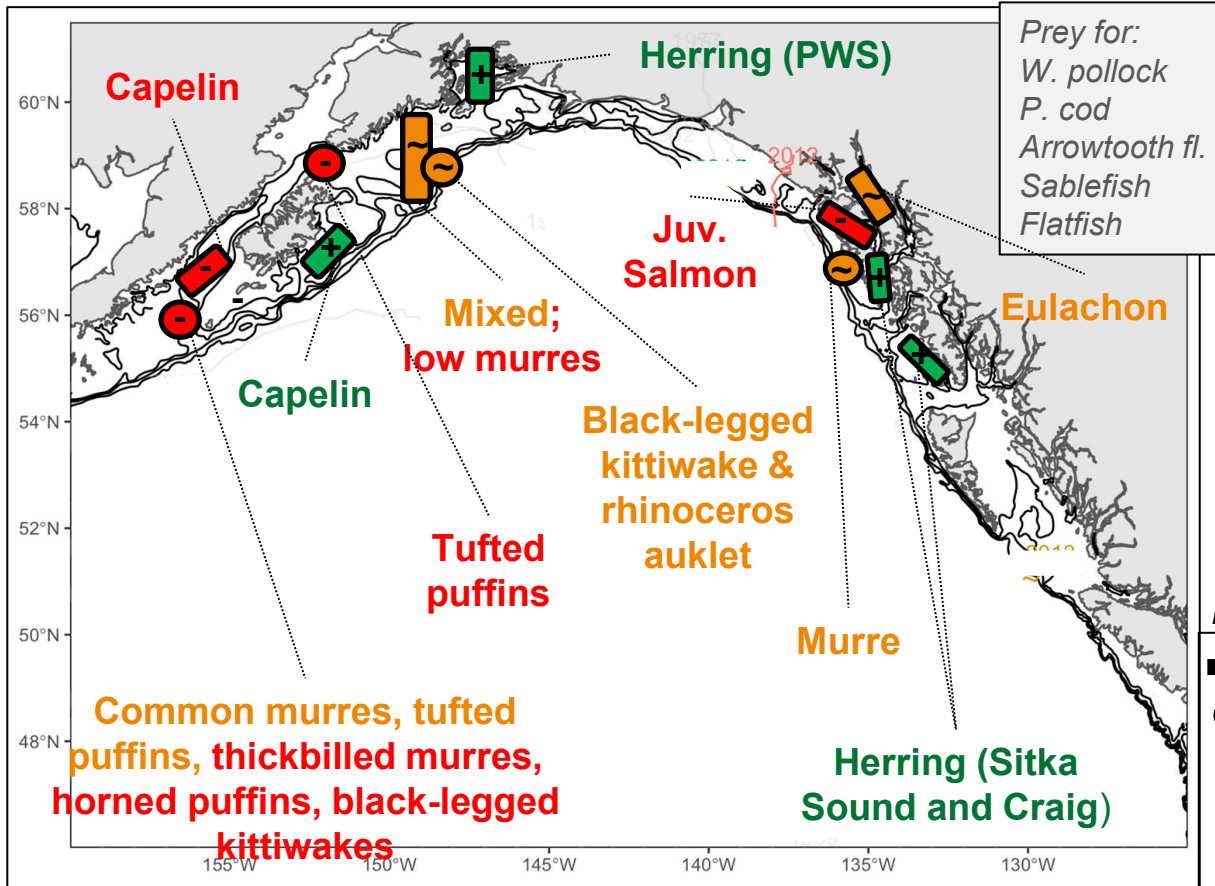 Prey for:
W. pollock
P. cod
Arrowtooth fl.
Sablefish
Flatfish
Herring (PWS)
Capelin
+
~
-
~
2013
-
~
+
-
-
-
~
+
+
Juv.
Salmon
Eulachon
Mixed;
low murres
Capelin
Black-legged
kittiwake &
rhinoceros
auklet
Tufted
puffins
Murre
Common murres, tufted
puffins, thickbilled murres,
horned puffins, black-legged
kittiwakes
Herring (Sitka
Sound and Craig)
60°N
58°N
56°N
54°N
52°N
50°N
48°N
155°W
150°W
145°W
140°W
135°W
130°W